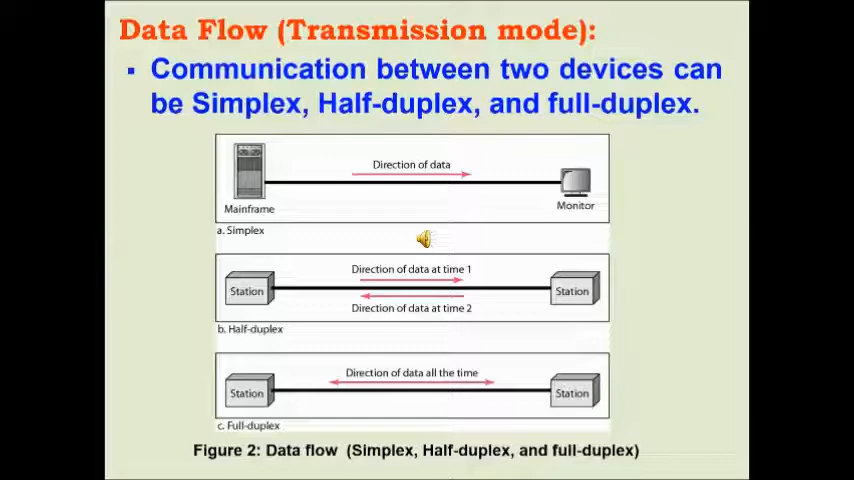 Data Flow (Transmission mode):
▪ Communication between two devices can
be Simplex, Half-duplex, and full-duplex.
Direction of data
Mainframe
Monitor
a. Simplex
Direction of data at time 1
Station
Station
Direction of data at time 2
b. Half-duplex
Direction of data all the time
Station
Station
c. Full-duplex
Figure 2: Data flow (Simplex, Half-duplex, and full-duplex)